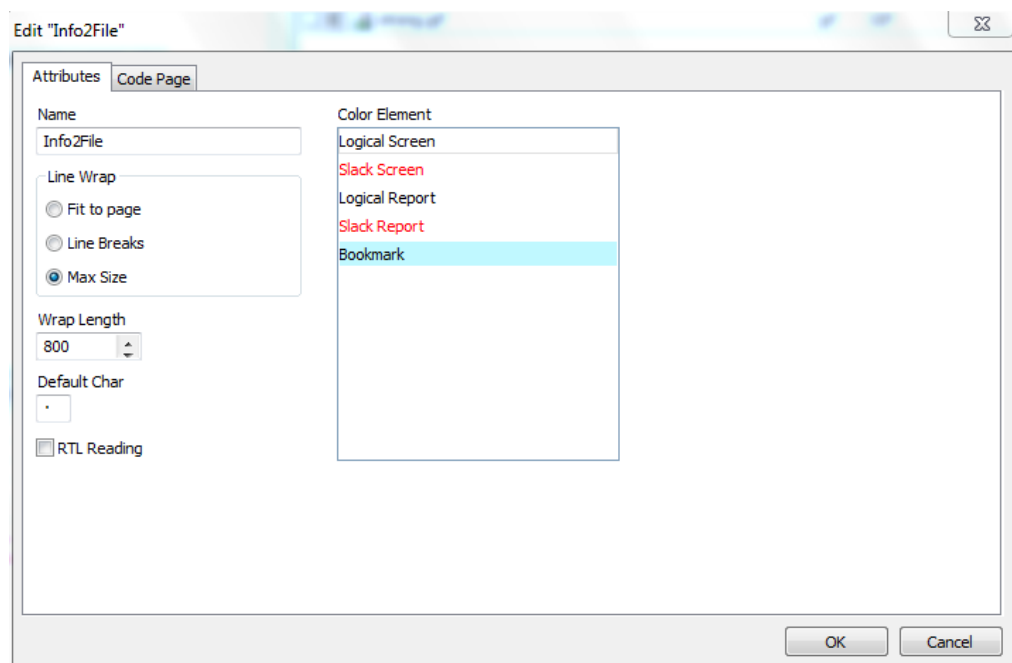 Edit "Info2File"
Attributes
Code Page
Name
Info2File
Line Wrap
Fit to page
Line Breaks
Max Size
Wrap Length
800
Default Char
.
RTL Reading
Color Element
Logical Screen
Slack Screen
Logical Report
Slack Report
Bookmark
OK
Cancel